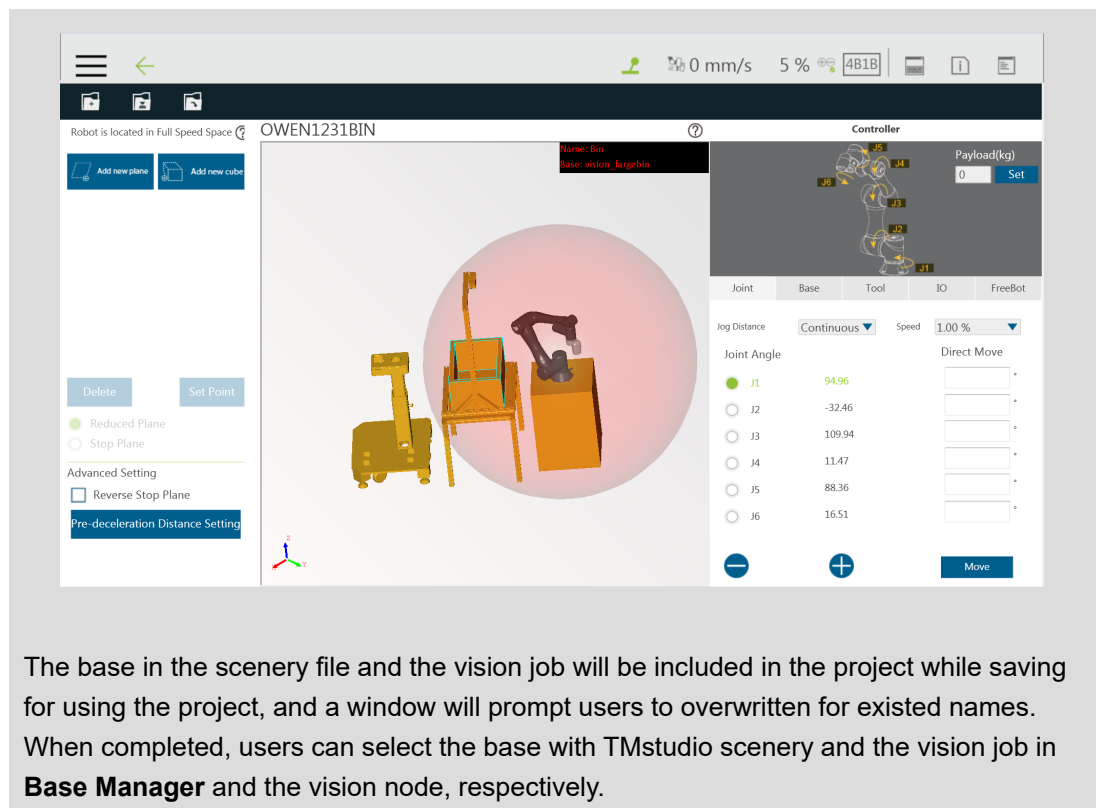 0 mm/s 5 % 4B1B
Robot is located in Full Speed Space
OWEN1231BIN
Controller
Name: Bin
Base: vision_largebin
J5
J4
J6
J3
J2
J1
Payload(kg)
0 Set
Add new plane Add new cube
Joint Base Tool IO FreeBot
Jog Distance Continuous Speed 1.00 %
Joint Angle Direct Move
J1 94.96 °
J2 -32.46 °
J3 109.94 °
J4 11.47 °
J5 88.36 °
J6 16.51 °
Delete Set Point
Reduced Plane
Stop Plane
Advanced Setting
Reverse Stop Plane
Pre-deceleration Distance Setting
Z
Y
Move
The base in the scenery file and the vision job will be included in the project while saving
for using the project, and a window will prompt users to overwritten for existed names.
When completed, users can select the base with TMstudio scenery and the vision job in
Base Manager and the vision node, respectively.